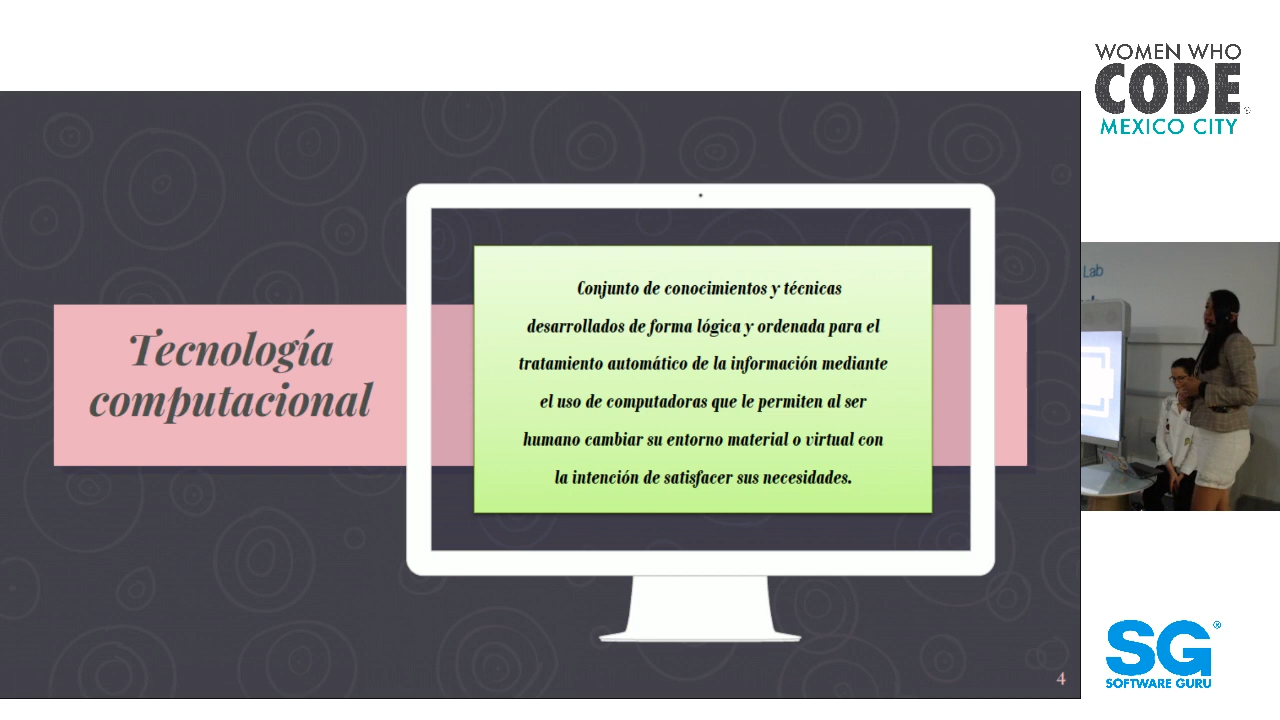 WOMEN WHO
CODE
MEXICO CITY
Lab
Tecnología
computacional
Conjunto de conocimientos y técnicas
desarrollados de forma lógica y ordenada para el
tratamiento automático de la información mediante
el uso de computadoras que le permiten al ser
humano cambiar su entorno material o virtual con
la intención de satisfacer sus necesidades.
4
SG®
SOFTWARE GURU